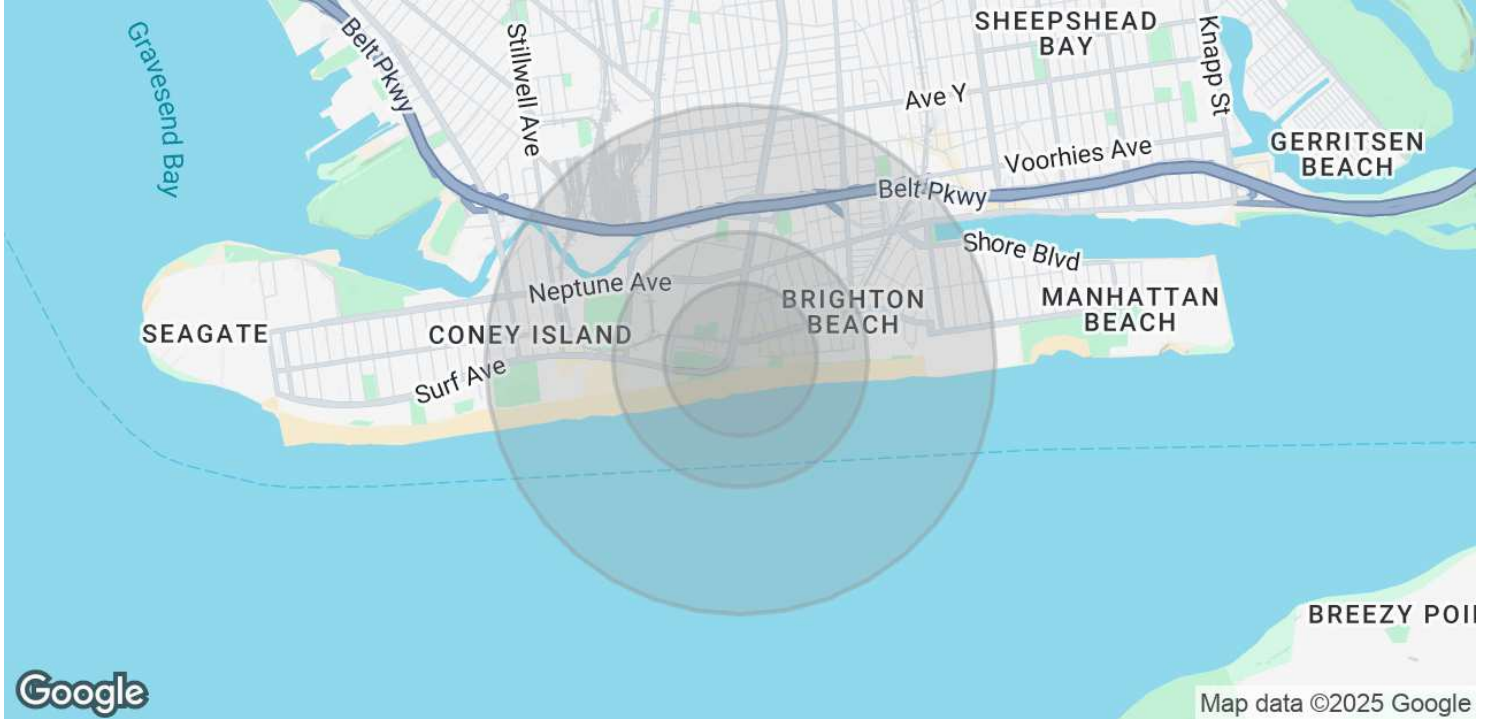 Gravesend Bay
Belt Pkwy
Stillwell Ave
SHEEPSHEAD
BAY
Knapp St
Ave Y
Voorhies Ave
GERRITSEN
BEACH
Belt Pkwy
Shore Blvd
Neptune Ave
BRIGHTON
BEACH
MANHATTAN
BEACH
SEAGATE
CONEY ISLAND
Surf Ave
BREEZY POI
Google
Map data ©2025 Google